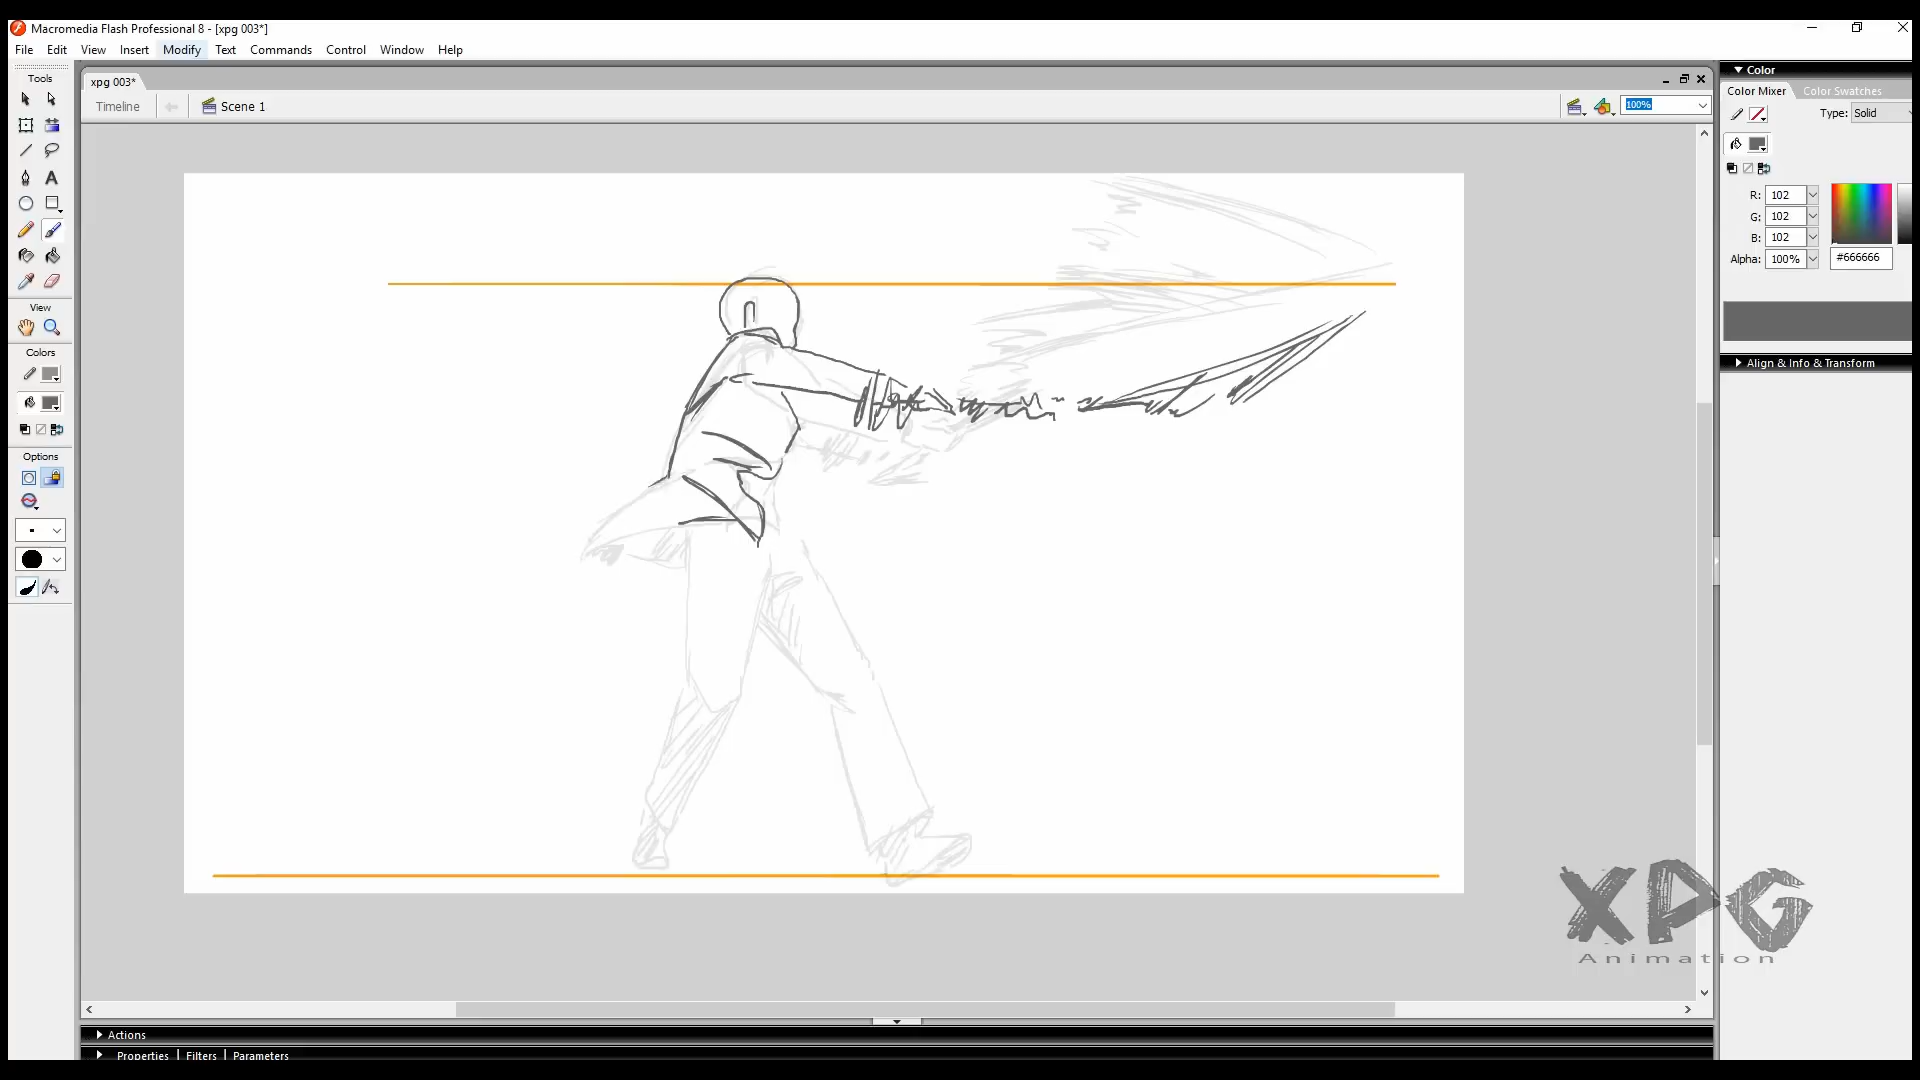 Macromedia Flash Professional 8 - [xpg 003*]
File Edit View Insert Modify Text Commands Control Window Help
Tools
xpg 003*
Timeline
Scene 1
100%
Color
Color Mixer
Color Swatches
Type: Solid
R: 102
G: 102
B: 102
Alpha: 100%
#666666
Align & Info & Transform
View
Colors
Options
XPG
Animation
Actions
Properties | Filters | Parameters